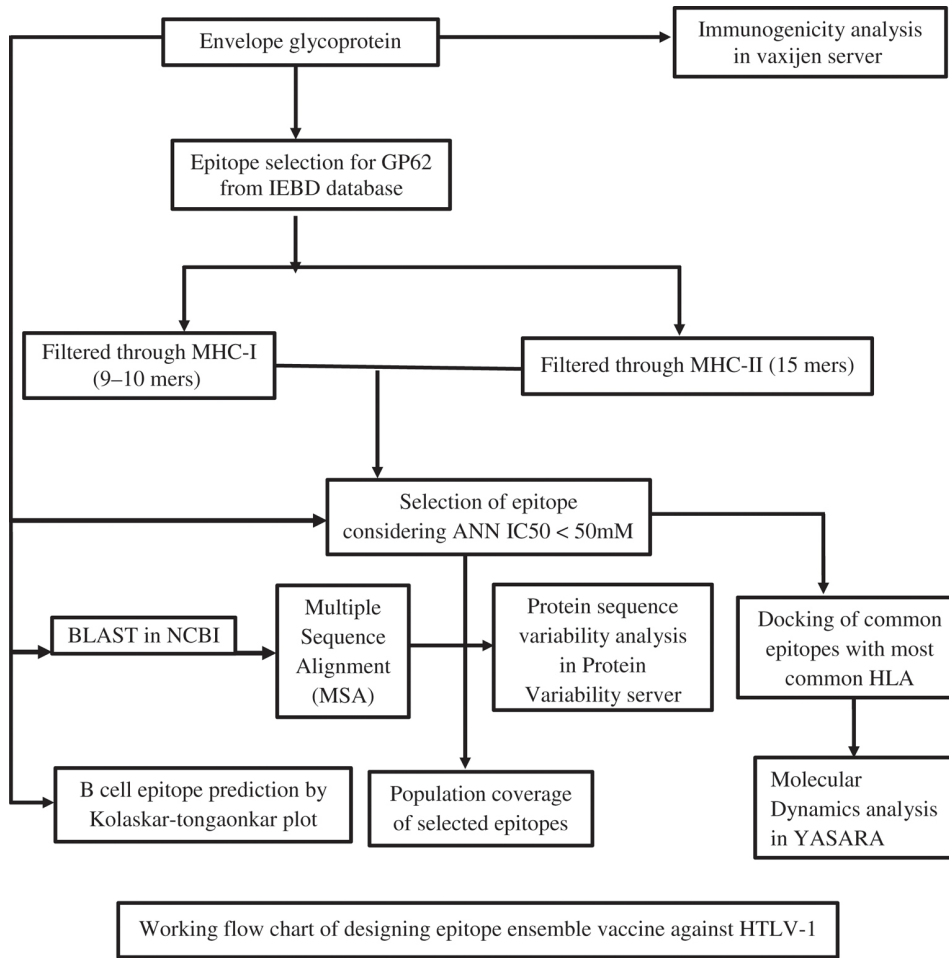 Envelope glycoprotein
Immunogenicity analysis
in vaxijen server
Epitope selection for GP62
from IEBD database
Filtered through MHC-I
(9–10 mers)
Filtered through MHC-II (15 mers)
Selection of epitope
considering ANN IC50 < 50mM
BLAST in NCBI
Multiple
Sequence
Alignment
(MSA)
Protein sequence
variability analysis
in Protein
Variability server
Docking of common
epitopes with most
common HLA
B cell epitope prediction by
Kolaskar-tongaonkar plot
Population coverage
of selected epitopes
Molecular
Dynamics analysis
in YASARA
Working flow chart of designing epitope ensemble vaccine against HTLV-1